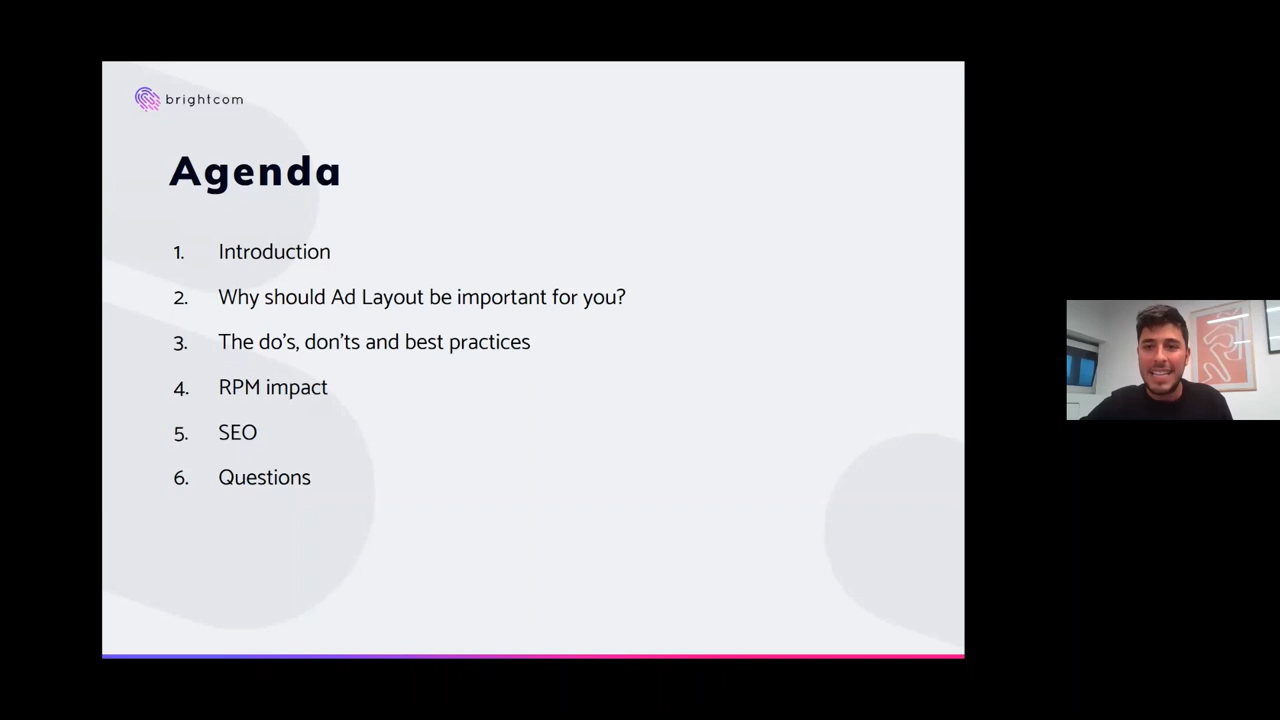 brightcom
Agenda
1. Introduction
2. Why should Ad Layout be important for you?
3. The do’s, don’ts and best practices
4. RPM impact
5. SEO
6. Questions